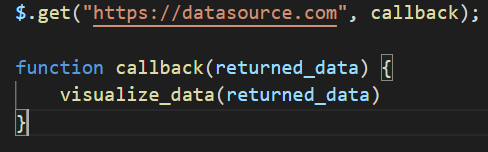 $.get("https://datasource.com", callback);
function callback(returned_data) {
    visualize_data(returned_data)
}